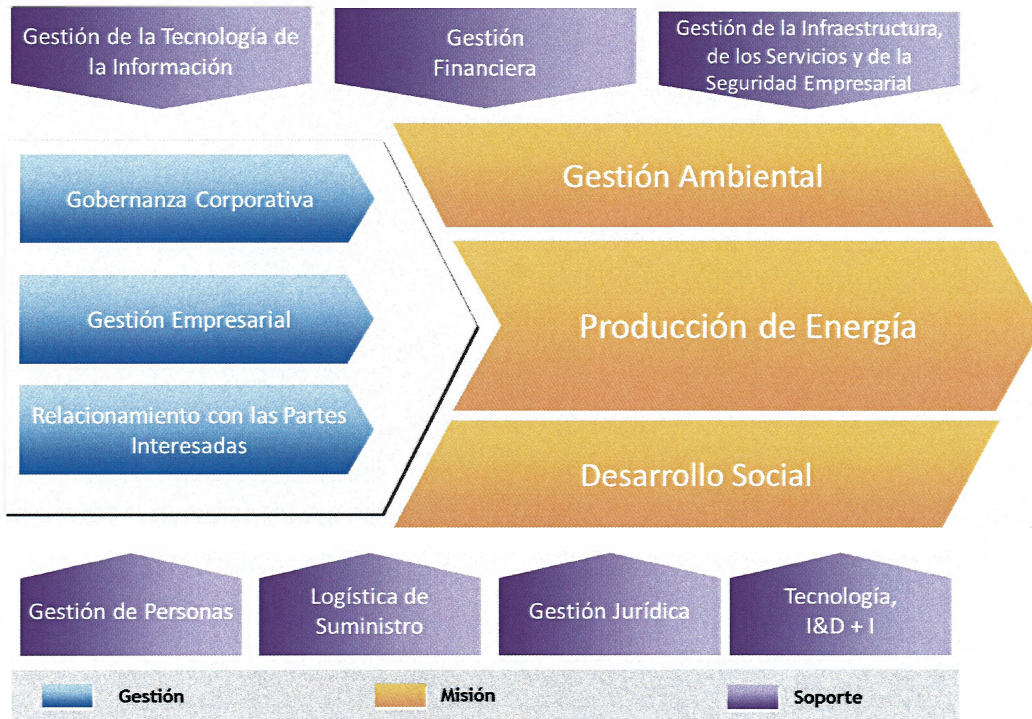 Gestión de la Tecnología de
la Información
Gestión
Financiera
Gestión de la Infraestructura,
de los Servicios y de la
Seguridad Empresarial
Gobernanza Corporativa
Gestión Empresarial
Relacionamiento con las Partes
Interesadas
Gestión Ambiental
Producción de Energía
Desarrollo Social
Gestión de Personas
Logística de
Suministro
Gestión Jurídica
Tecnología,
I&D + I
Gestión
Misión
Soporte